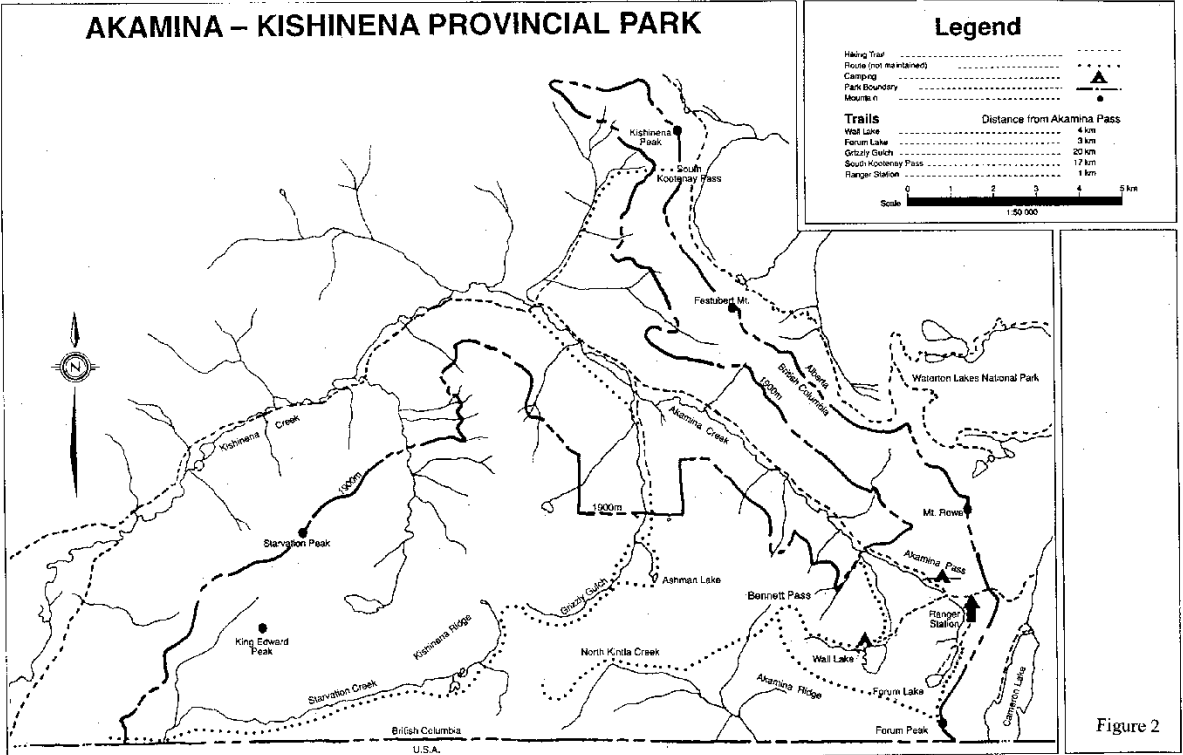 AKAMINA – KISHINENA PROVINCIAL PARK
Legend
Hiking Trail
Route (not maintained)
Camping
Park Boundary
Mountain
Trails Distance from Akamina Pass
Wall Lake 4 km
Forum Lake 3 km
Grizzly Gulch 20 km
South Kootenay Pass 17 km
Ranger Station 1 km
0 1 2 3 4 5 km
Scale
1:50 000
Kishinena
Peak
South
Kootenay Pass
Festubert Mt.
Alberta
British Columbia
1900m
Waterton Lakes National Park
N
Kishinena Creek
Akamina Creek
1900m
1900m
Starvation Peak
Mt. Rowe
Akamina Pass
Ashman Lake
Bennett Pass
Grizzly Gulch
Ranger
Station
King Edward
Peak
Kishinena Ridge
North Kintla Creek
Wall Lake
Starvation Creek
Akamina Ridge
Forum Lake
Cameron Lake
Forum Peak
British Columbia
U.S.A.
Figure 2